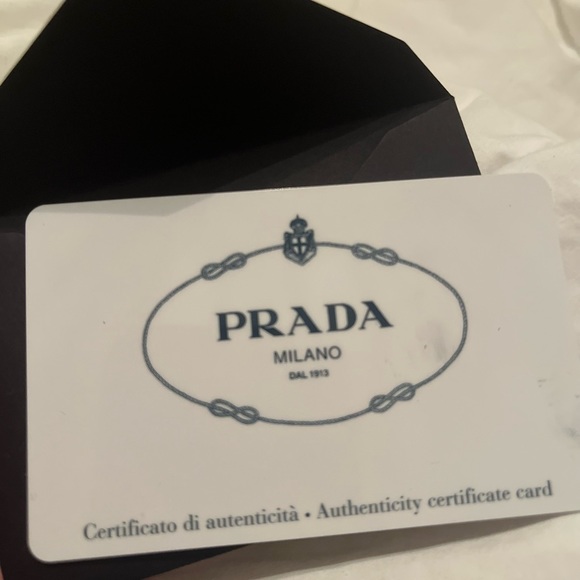 PRADA
MILANO
DAL 1913
Certificato di autenticità • Authenticity certificate card